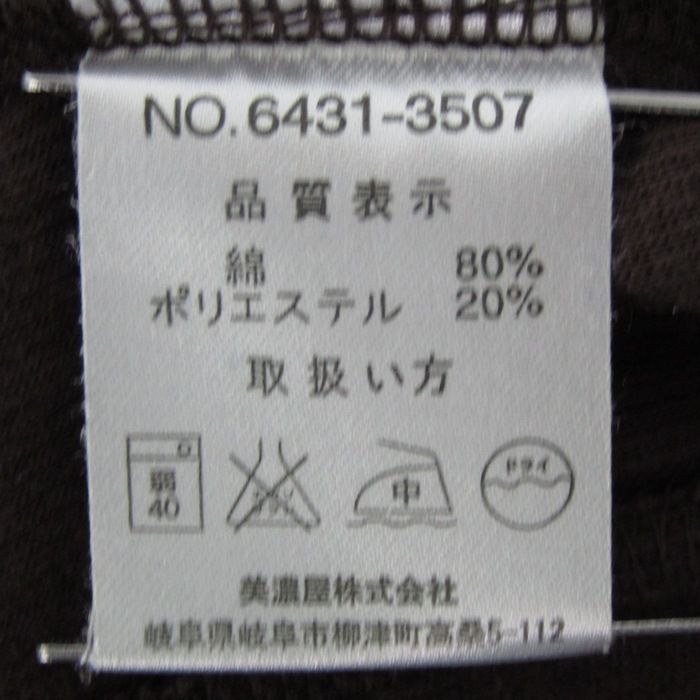 NO.6431-3507
品質表示
綿 80%
ポリエステル 20%
取扱い方
弱 40 中 ドライ
美濃屋株式会社
岐阜県岐阜市柳津町高桑5-112